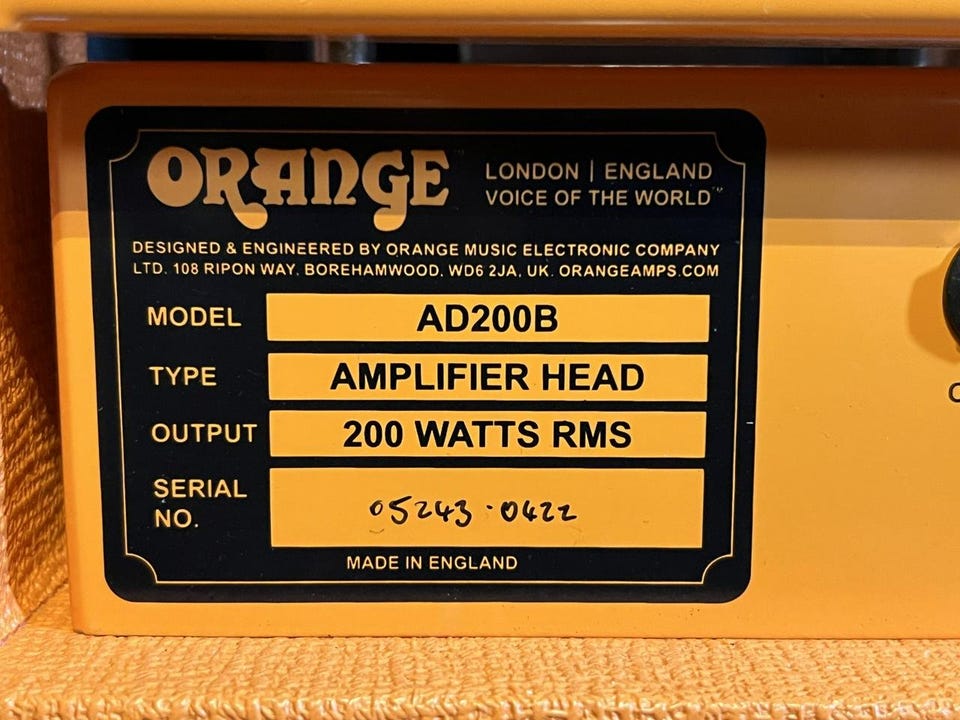 ORANGE™
LONDON | ENGLAND
VOICE OF THE WORLD™
DESIGNED & ENGINEERED BY ORANGE MUSIC ELECTRONIC COMPANY
LTD. 108 RIPON WAY, BOREHAMWOOD, WD6 2JA, UK. ORANGEAMPS.COM
MODEL AD200B
TYPE AMPLIFIER HEAD
OUTPUT 200 WATTS RMS
SERIAL
NO. 05243·0422
MADE IN ENGLAND